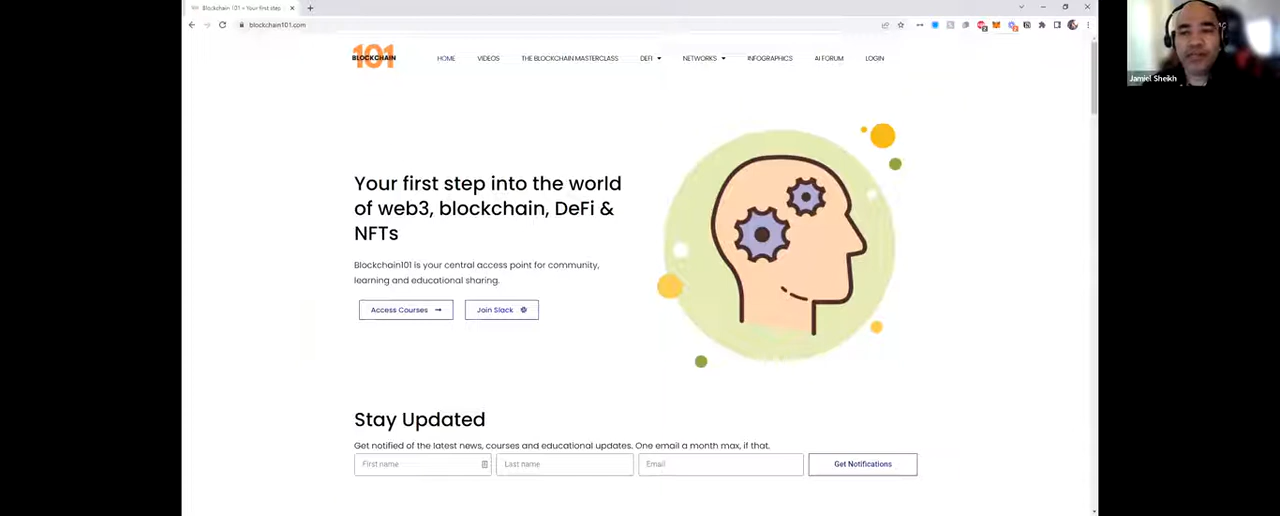 Blockchain 101 – Your first step
blockchain101.com
101
BLOCKCHAIN
HOME
VIDEOS
THE BLOCKCHAIN MASTERCLASS
DEFI
NETWORKS
INFOGRAPHICS
AI FORUM
LOGIN
Your first step into the world
of web3, blockchain, DeFi &
NFTs
Blockchain101 is your central access point for community,
learning and educational sharing.
Access Courses
Join Slack
Stay Updated
Get notified of the latest news, courses and educational updates. One email a month max, if that.
First name
Last name
Email
Get Notifications
Jamiel Sheikh